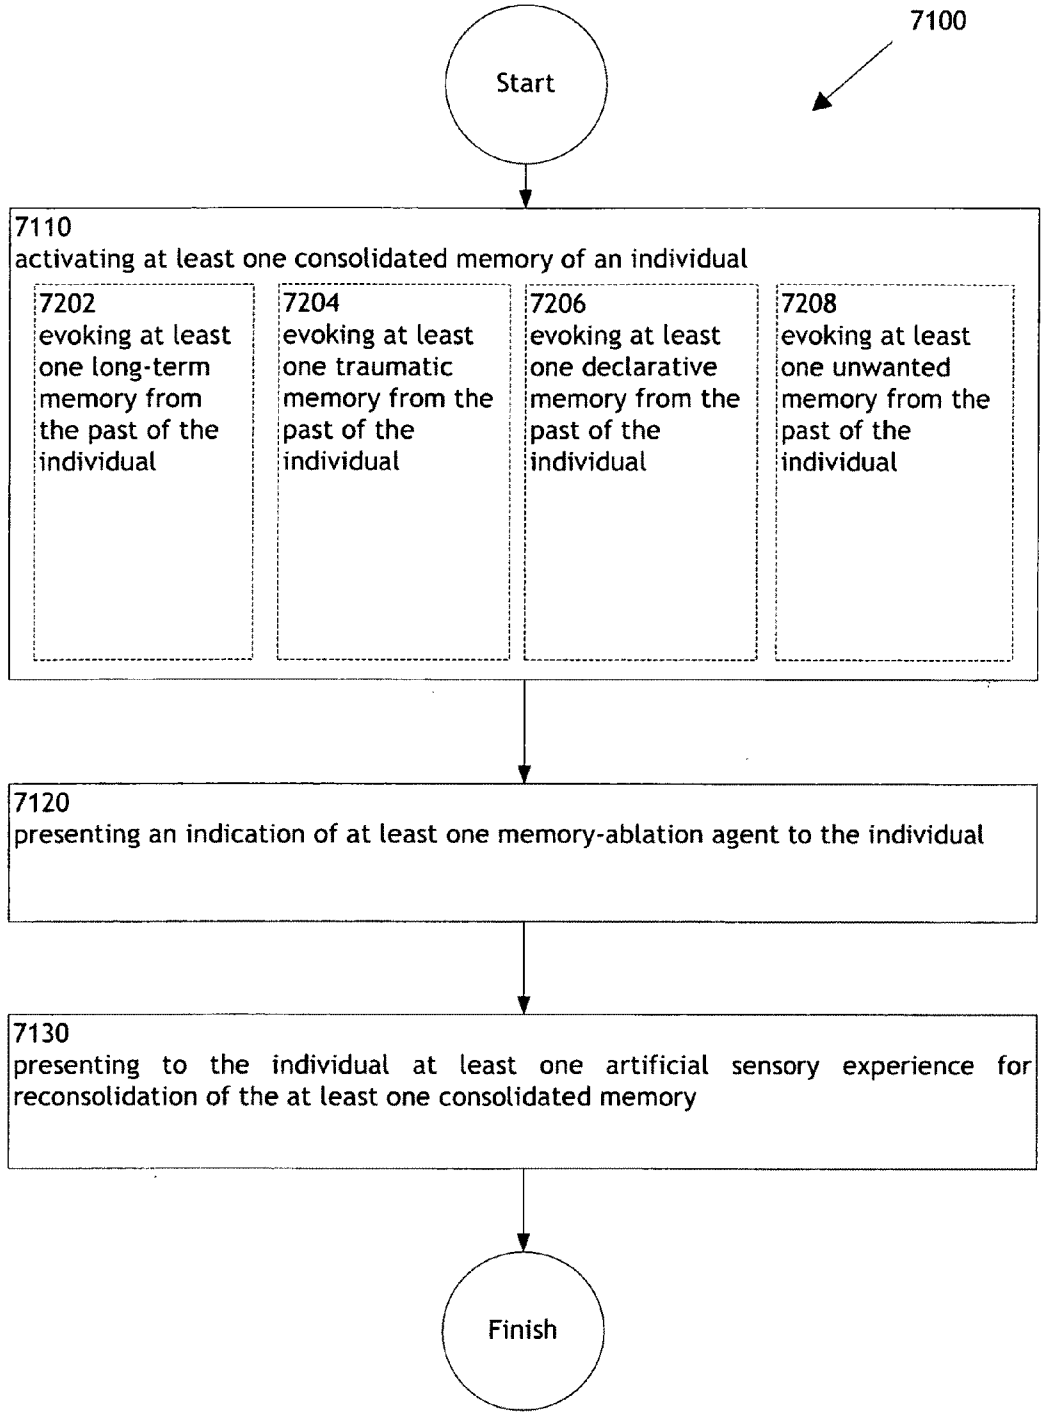 7100
Start
7110
activating at least one consolidated memory of an individual
7202
evoking at least
one long-term
memory from
the past of the
individual
7204
evoking at least
one traumatic
memory from the
past of the
individual
7206
evoking at least
one declarative
memory from the
past of the
individual
7208
evoking at least
one unwanted
memory from the
past of the
individual
7120
presenting an indication of at least one memory-ablation agent to the individual
7130
presenting to the individual at least one artificial sensory experience for
reconsolidation of the at least one consolidated memory
Finish